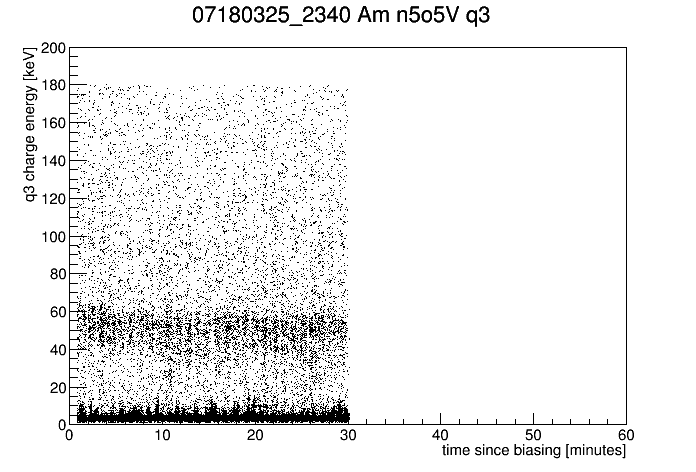 07180325_2340 Am n5o5V q3
q3 charge energy [keV]
200
180
160
140
120
100
80
60
40
20
0
0 10 20 30 40 50 60
time since biasing [minutes]